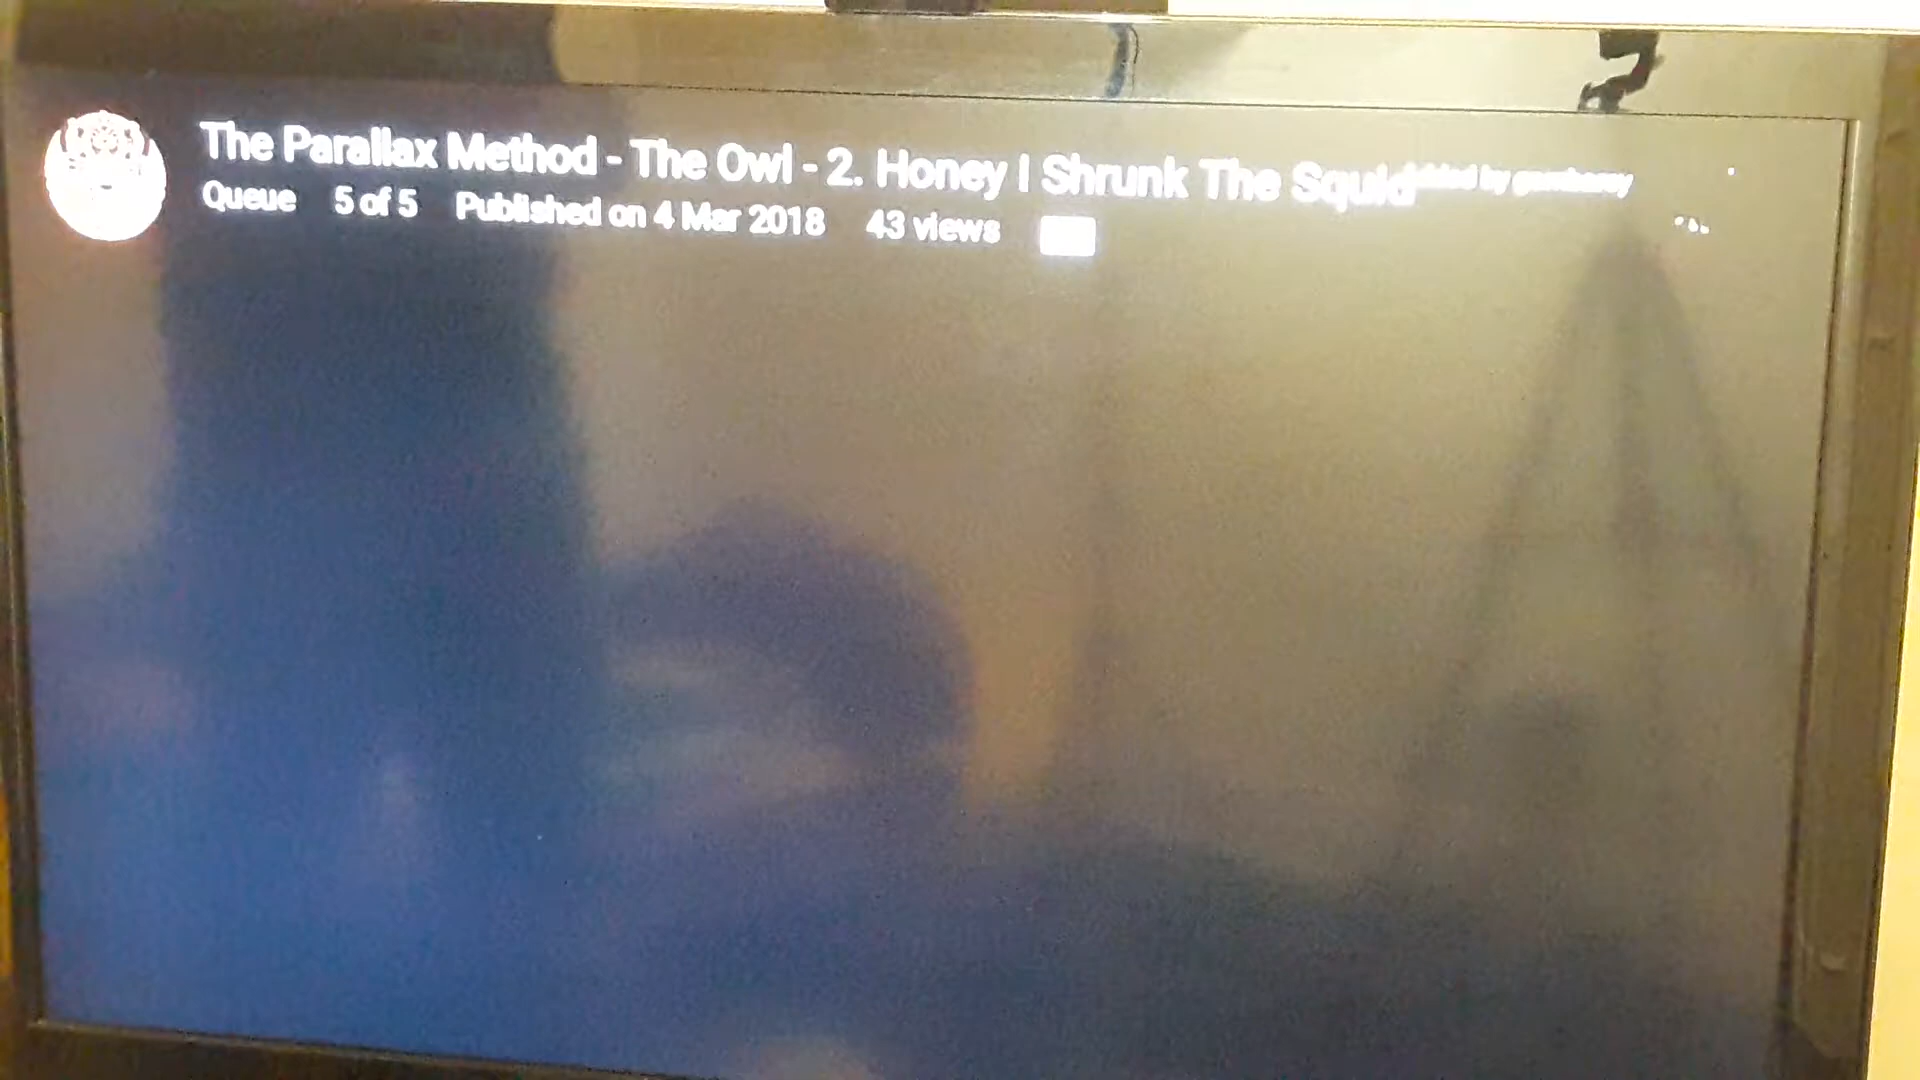 The Parallax Method - The Owl - 2. Honey I Shrunk The Squid
Queue 5 of 5 Published on 4 Mar 2018 43 views